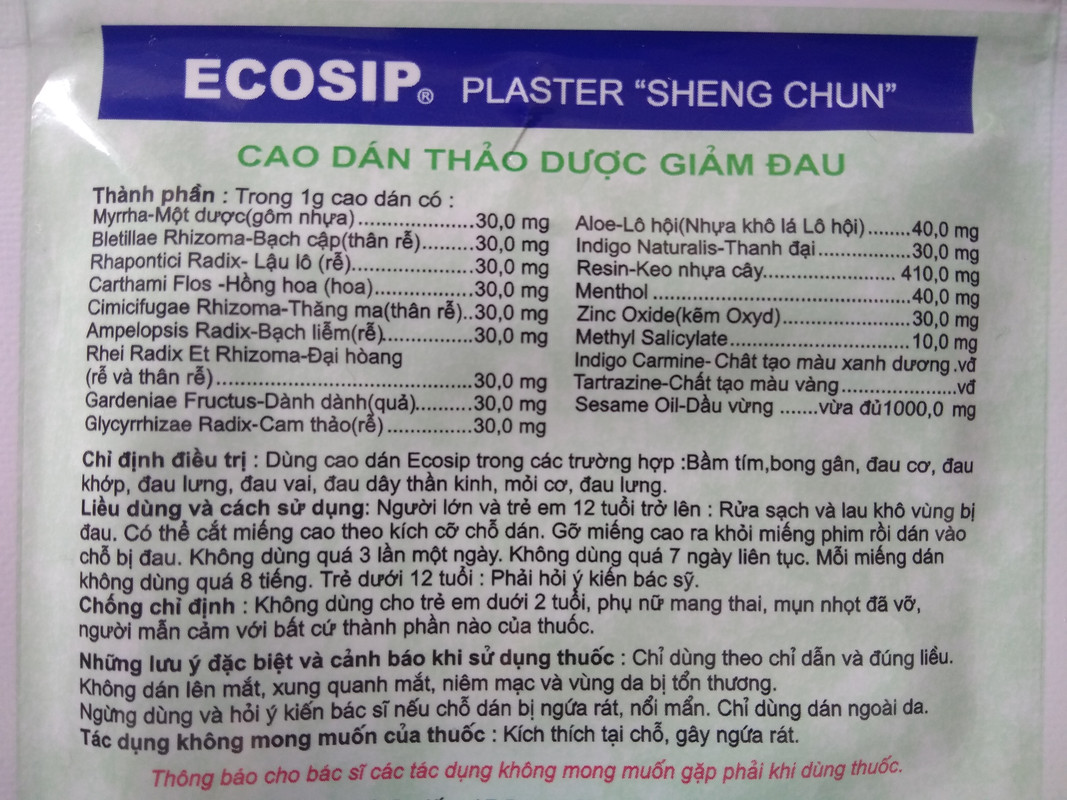 ECOSIP® PLASTER “SHENG CHUN”
CAO DÁN THẢO DƯỢC GIẢM ĐAU
Thành phần : Trong 1g cao dán có :
Myrrha-Một dược(gôm nhựa)....................30,0 mg
Bletillae Rhizoma-Bạch cập(thân rễ).........30,0 mg
Rhapontici Radix- Lậu lô (rễ).....................30,0 mg
Carthami Flos -Hồng hoa (hoa).................30,0 mg
Cimicifugae Rhizoma-Thăng ma(thân rễ)..30,0 mg
Ampelopsis Radix-Bạch liễm(rễ)...............30,0 mg
Rhei Radix Et Rhizoma-Đại hòang
(rễ và thân rễ)............................................30,0 mg
Gardeniae Fructus-Dành dành(quả)..........30,0 mg
Glycyrrhizae Radix-Cam thảo(rễ)...............30,0 mg
Aloe-Lô hội(Nhựa khô lá Lô hội)........40,0 mg
Indigo Naturalis-Thanh đại................30,0 mg
Resin-Keo nhựa cây....................... 410,0 mg
Menthol............................................40,0 mg
Zinc Oxide(kẽm Oxyd)......................30,0 mg
Methyl Salicylate...............................10,0 mg
Indigo Carmine- Chât tạo màu xanh dương.vđ
Tartrazine-Chất tạo màu vàng....................vđ
Sesame Oil-Dầu vừng .......vừa đủ1000,0 mg
Chỉ định điều trị : Dùng cao dán Ecosip trong các trường hợp :Bầm tím,bong gân, đau cơ, đau
khớp, đau lưng, đau vai, đau dây thần kinh, mỏi cơ, đau lưng.
Liều dùng và cách sử dụng: Người lớn và trẻ em 12 tuổi trở lên : Rửa sạch và lau khô vùng bị
đau. Có thể cắt miếng cao theo kích cỡ chỗ dán. Gỡ miếng cao ra khỏi miếng phim rồi dán vào
chỗ bị đau. Không dùng quá 3 lần một ngày. Không dùng quá 7 ngày liên tục. Mỗi miếng dán
không dùng quá 8 tiếng. Trẻ dưới 12 tuổi : Phải hỏi ý kiến bác sỹ.
Chống chỉ định : Không dùng cho trẻ em dưới 2 tuổi, phụ nữ mang thai, mụn nhọt đã vỡ,
người mẫn cảm với bất cứ thành phần nào của thuốc.
Những lưu ý đặc biệt và cảnh báo khi sử dụng thuốc : Chỉ dùng theo chỉ dẫn và đúng liều.
Không dán lên mắt, xung quanh mắt, niêm mạc và vùng da bị tổn thương.
Ngừng dùng và hỏi ý kiến bác sĩ nếu chỗ dán bị ngứa rát, nổi mẩn. Chỉ dùng dán ngoài da.
Tác dụng không mong muốn của thuốc : Kích thích tại chỗ, gây ngứa rát.
Thông báo cho bác sĩ các tác dụng không mong muốn gặp phải khi dùng thuốc.